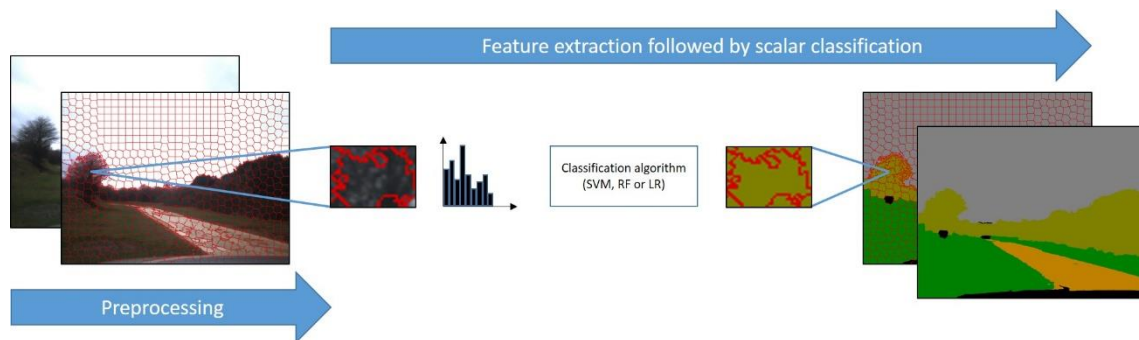 Feature extraction followed by scalar classification
Classification algorithm
(SVM, RF or LR)
Preprocessing